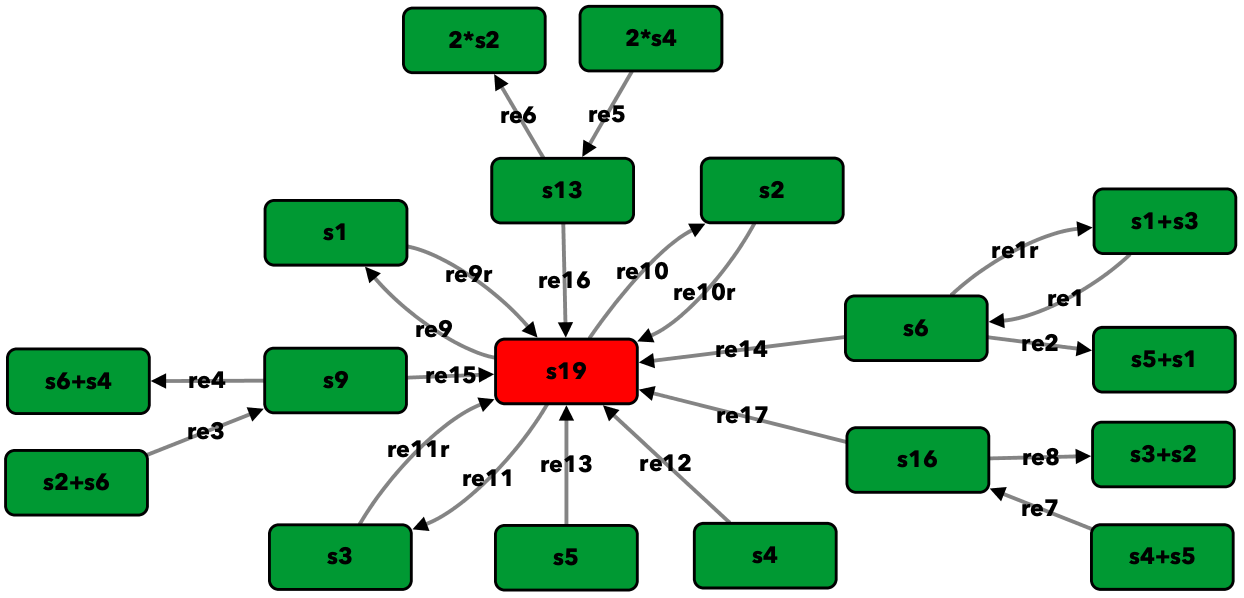 2*s2
2*s4
re6
re5
s13
s2
s1
s1+s3
re9r
re16
re10
re10r
re1r
re1
re9
s6
re14
re2
s5+s1
s6+s4
re4
s9
re15
s19
re3
s2+s6
re17
re11r
re11
re13
re12
s16
re8
s3+s2
re7
s3
s5
s4
s4+s5